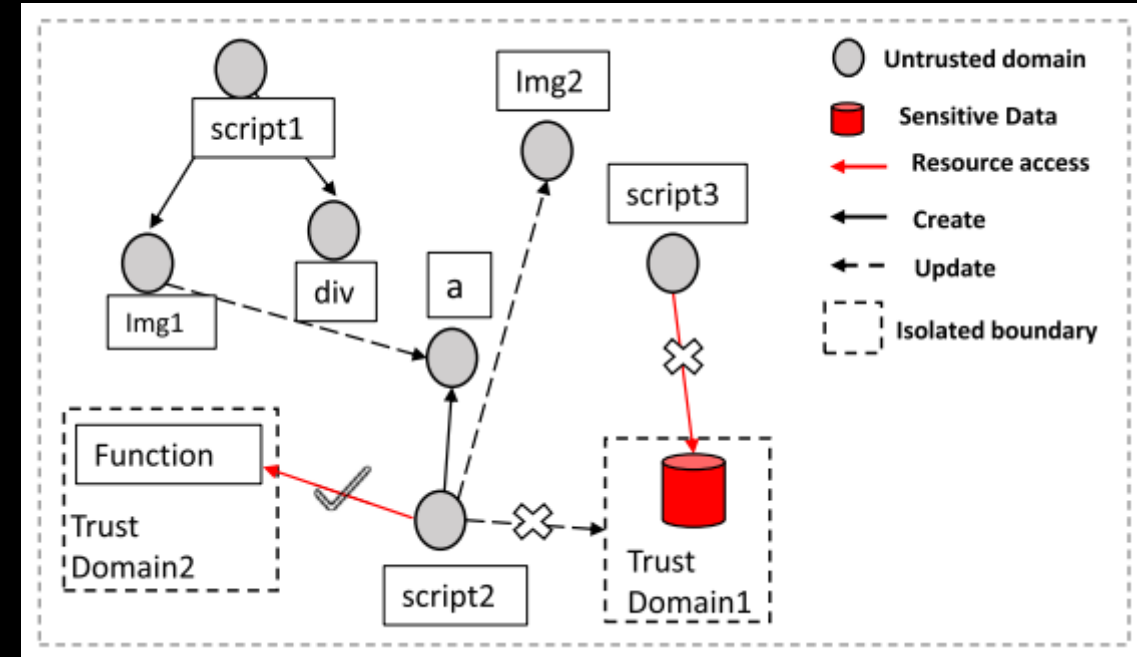 script1
Img1
div
a
Img2
script3
Function
Trust
Domain2
script2
Trust
Domain1
Untrusted domain
Sensitive Data
Resource access
Create
Update
Isolated boundary